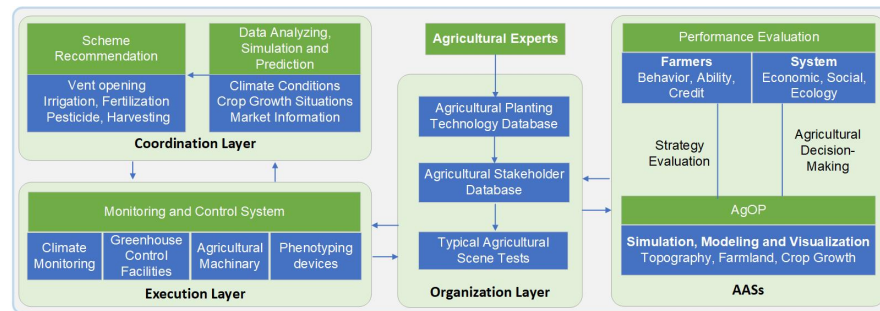 Scheme
Recommendation
Vent opening
Irrigation, Fertilization
Pesticide, Harvesting
Data Analyzing,
Simulation and
Prediction
Climate Conditions
Crop Growth Situations
Market Information
Coordination Layer
Monitoring and Control System
Climate
Monitoring
Greenhouse
Control
Facilities
Agricultural
Machinary
Phenotyping
devices
Execution Layer
Agricultural Experts
Agricultural Planting
Technology Database
Agricultural Stakeholder
Database
Typical Agricultural
Scene Tests
Organization Layer
Performance Evaluation
Farmers
Behavior, Ability,
Credit
System
Economic, Social,
Ecology
Strategy
Evaluation
Agricultural
Decision-
Making
AgOP
Simulation, Modeling and Visualization
Topography, Farmland, Crop Growth
AASs